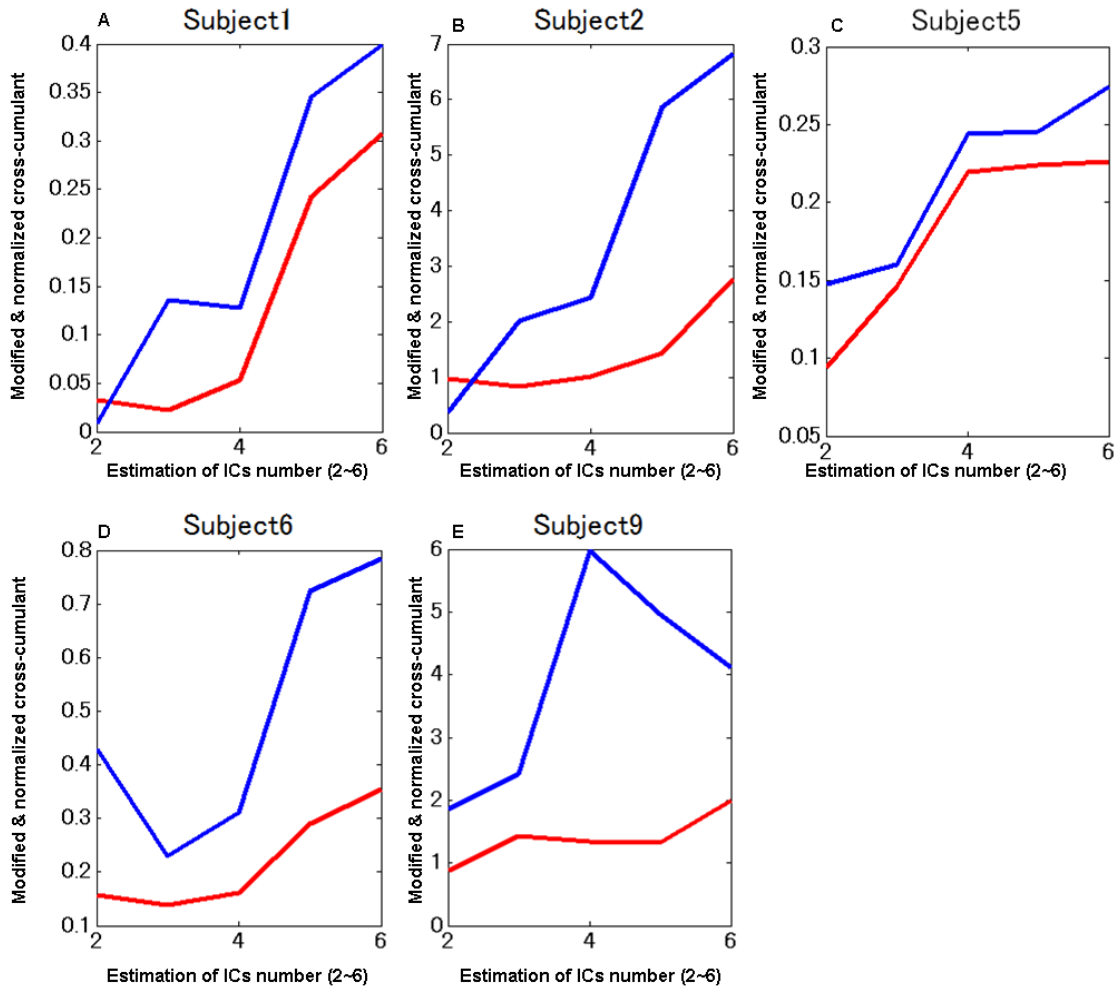 A
Subject1
0.4
0.35
0.3
0.25
0.2
0.15
0.1
0.05
0
2
4
6
Modified & normalized cross-cumulant
Estimation of ICs number (2~6)
B
Subject2
7
6
5
4
3
2
1
0
2
4
6
Modified & normalized cross-cumulant
Estimation of ICs number (2~6)
C
Subject5
0.3
0.25
0.2
0.15
0.1
0.05
2
4
6
Modified & normalized cross-cumulant
Estimation of ICs number (2~6)
D
Subject6
0.8
0.7
0.6
0.5
0.4
0.3
0.2
0.1
2
4
6
Modified & normalized cross-cumulant
Estimation of ICs number (2~6)
E
Subject9
6
5
4
3
2
1
0
2
4
6
Modified & normalized cross-cumulant
Estimation of ICs number (2~6)